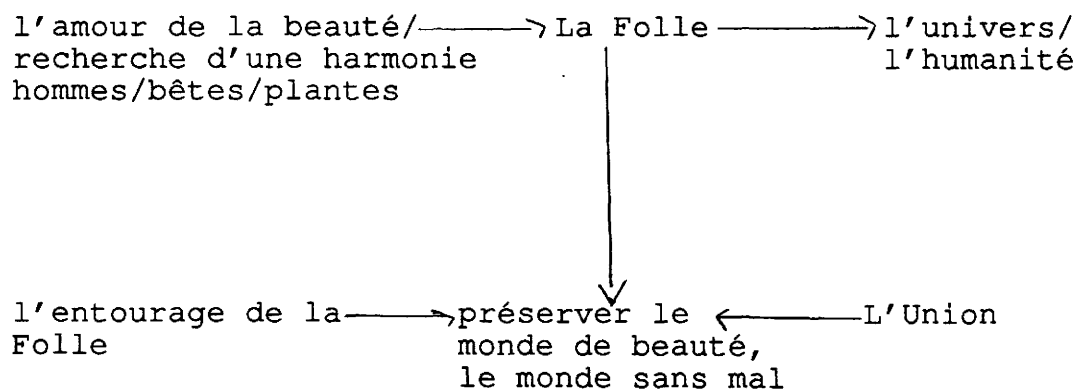 l'amour de la beauté/ La Folle l'univers/
recherche d'une harmonie l'humanité
hommes/bêtes/plantes
l'entourage de la préserver le L'Union
Folle monde de beauté,
le monde sans mal